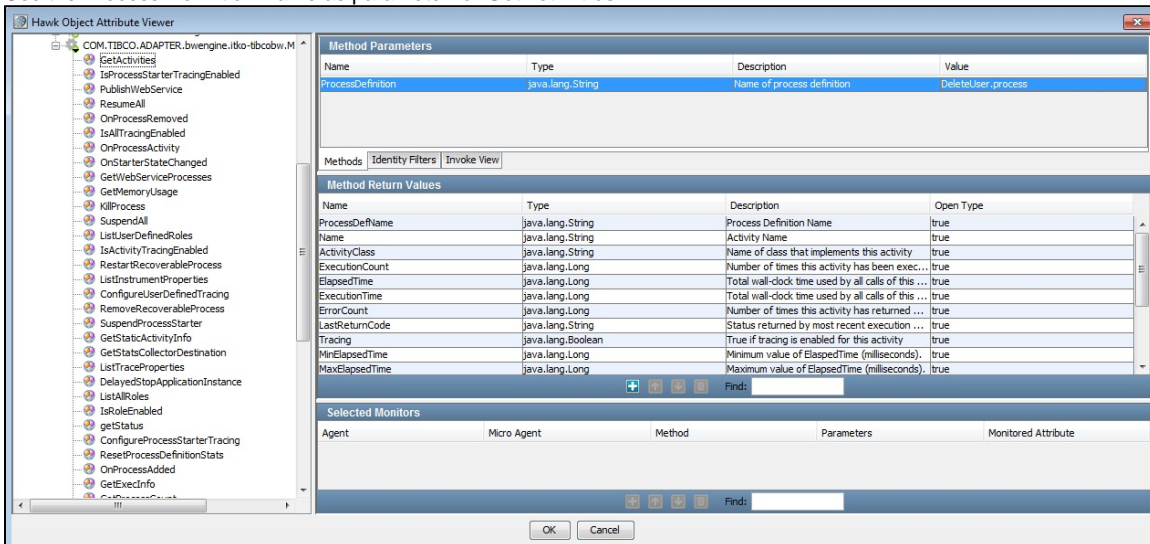 Hawk Object Attribute Viewer
COM.TIBCO.ADAPTER.bwengine.itko-tibcobw.M
GetActivities
IsProcessStarterTracingEnabled
PublishWebService
ResumeAll
OnProcessRemoved
IsAllTracingEnabled
OnProcessActivity
OnStarterStateChanged
GetWebServiceProcesses
GetMemoryUsage
KillProcess
SuspendAll
ListUserDefinedRoles
IsActivityTracingEnabled
RestartRecoverableProcess
ListInstrumentProperties
ConfigureUserDefinedTracing
RemoveRecoverableProcess
SuspendProcessStarter
GetStaticActivityInfo
GetStatsCollectorDestination
ListTraceProperties
DelayedStopApplicationInstance
ListAllRoles
IsRoleEnabled
getStatus
ConfigureProcessStarterTracing
ResetProcessDefinitionStats
OnProcessAdded
GetExecInfo
Method Parameters
Name Type Description Value
ProcessDefinition java.lang.String Name of process definition DeleteUser.process
Methods Identity Filters Invoke View
Method Return Values
Name Type Description Open Type
ProcessDefName java.lang.String Process Definition Name true
Name java.lang.String Activity Name true
ActivityClass java.lang.String Name of class that implements this activity true
ExecutionCount java.lang.Long Number of times this activity has been exec... true
ElapsedTime java.lang.Long Total wall-clock time used by all calls of this ... true
ExecutionTime java.lang.Long Total wall-clock time used by all calls of this ... true
ErrorCount java.lang.Long Number of times this activity has returned ... true
LastReturnCode java.lang.String Status returned by most recent execution ... true
Tracing java.lang.Boolean True if tracing is enabled for this activity true
MinElapsedTime java.lang.Long Minimum value of ElaspedTime (milliseconds). true
MaxElapsedTime java.lang.Long Maximum value of ElapsedTime (milliseconds). true
Find:
Selected Monitors
Agent Micro Agent Method Parameters Monitored Attribute
Find:
OK Cancel